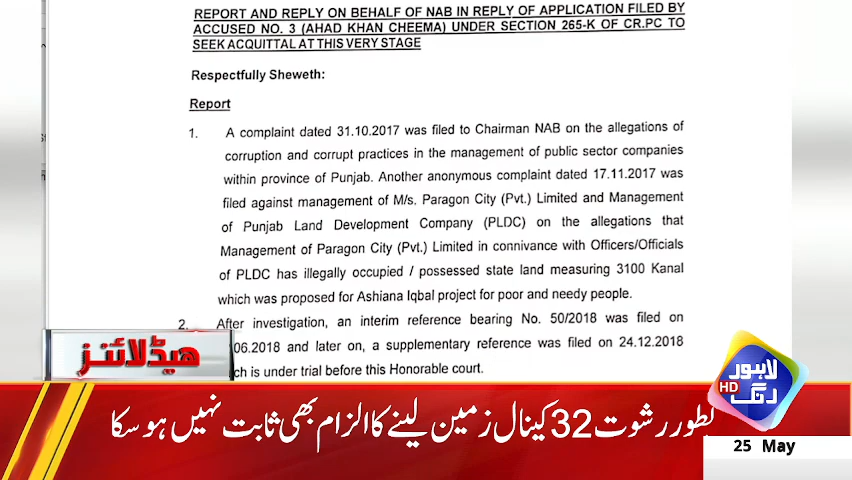 REPORT AND REPLY ON BEHALF OF NAB IN REPLY OF APPLICATION FILED BY
ACCUSED NO. 3 (AHAD KHAN CHEEMA) UNDER SECTION 265-K OF CR.PC TO
SEEK ACQUITTAL AT THIS VERY STAGE
Respectfully Sheweth:
Report
1. A complaint dated 31.10.2017 was filed to Chairman NAB on the allegations of
corruption and corrupt practices in the management of public sector companies
within province of Punjab. Another anonymous complaint dated 17.11.2017 was
filed against management of M/s. Paragon City (Pvt.) Limited and Management
of Punjab Land Development Company (PLDC) on the allegations that
Management of Paragon City (Pvt.) Limited in connivance with Officers/Officials
of PLDC has illegally occupied / possessed state land measuring 3100 Kanal
which was proposed for Ashiana Iqbal project for poor and needy people.
2. After investigation, an interim reference bearing No. 50/2018 was filed on
.06.2018 and later on, a supplementary reference was filed on 24.12.2018
is under trial before this Honorable court.
ہیڈلائنز
لاہور
رنگ
HD
بطور رشوت 32 کینال زمین لینے کا الزام بھی ثابت نہیں ہو سکا
25 May